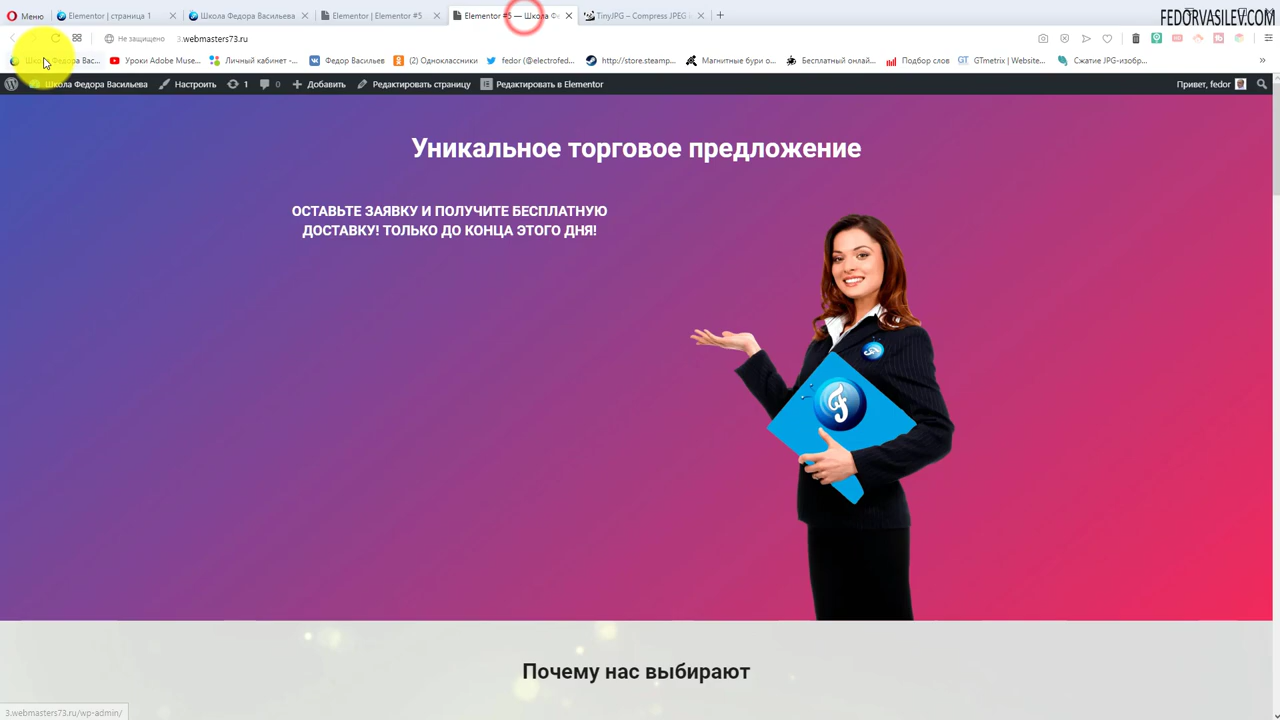 Меню
Elementor | страница 1
Школа Федора Васильева
Elementor | Elementor #5
Elementor #5 — Школа Фе
TinyJPG – Compress JPEG
FEDORVASILEV.COM
Не защищено
3.webmasters73.ru
Школа Федора Вас...
Уроки Adobe Muse...
Личный кабинет -...
Федор Васильев
(2) Одноклассники
fedor (@electrofed...
http://store.steamp...
Магнитные бури о...
Бесплатный онлай...
Подбор слов
GTmetrix | Website...
Сжатие JPG-изобр...
Школа Федора Васильева
Настроить
1
0
Добавить
Редактировать страницу
Редактировать в Elementor
Привет, fedor
Уникальное торговое предложение
ОСТАВЬТЕ ЗАЯВКУ И ПОЛУЧИТЕ БЕСПЛАТНУЮ
ДОСТАВКУ! ТОЛЬКО ДО КОНЦА ЭТОГО ДНЯ!
Почему нас выбирают
3.webmasters73.ru/wp-admin/